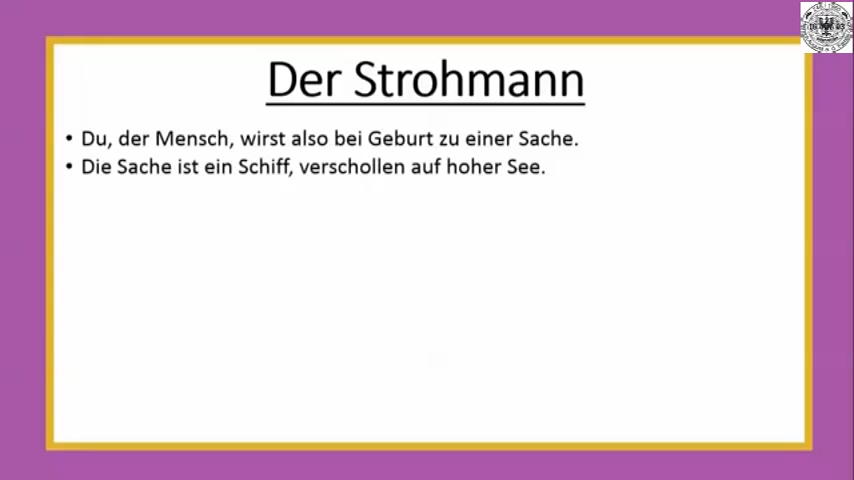 Der Strohmann
• Du, der Mensch, wirst also bei Geburt zu einer Sache.
• Die Sache ist ein Schiff, verschollen auf hoher See.